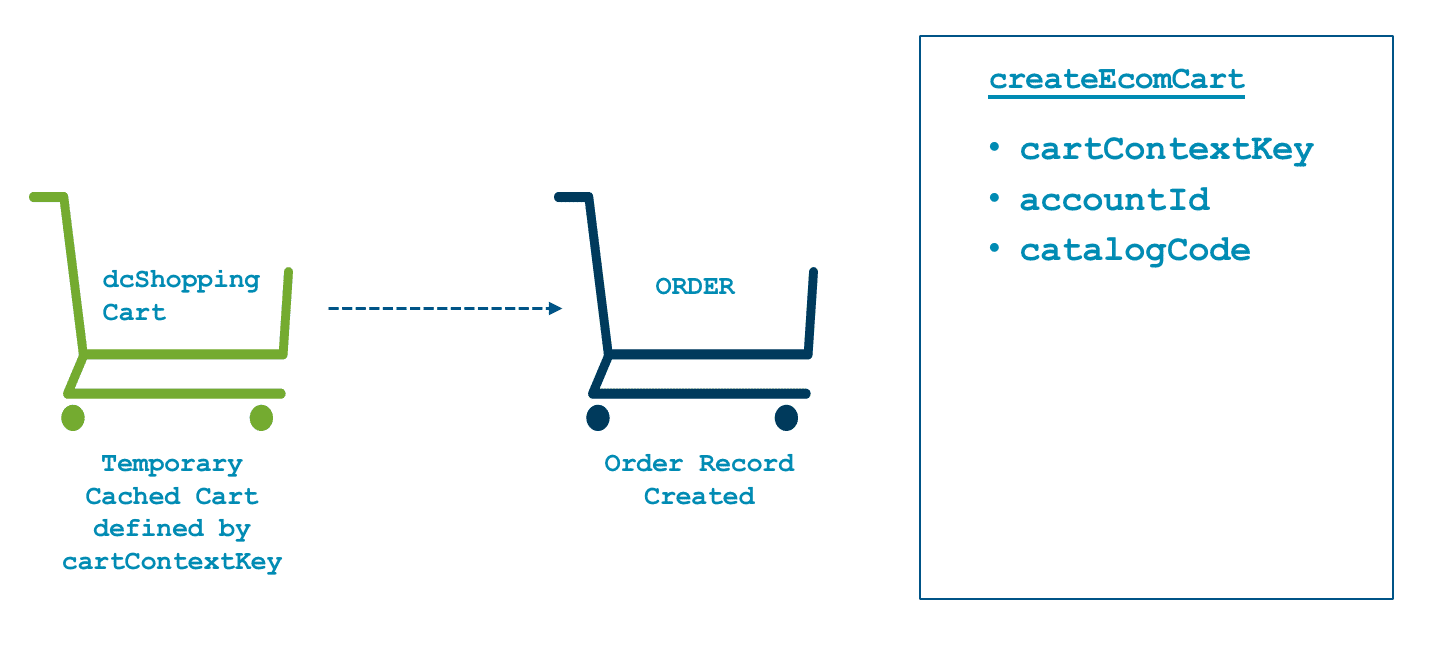 dcShopping
Cart
Temporary
Cached Cart
defined by
cartContextKey
ORDER
Order Record
Created
createEcomCart
• cartContextKey
• accountId
• catalogCode